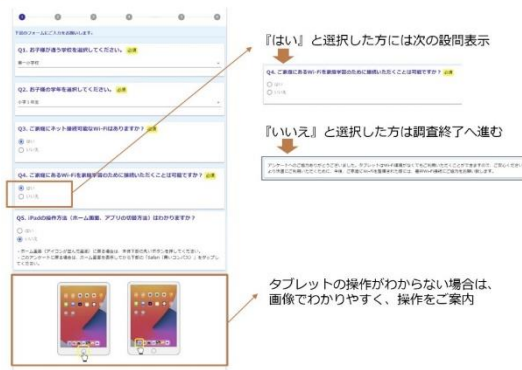 下記のフォームにご入力をお願いします。
Q1. お子様が通う学校を選択してください。 必須
第一小学校
Q2. お子様の学年を選択してください。 必須
小学1年生
Q3. ご家庭にネット接続可能なWi-Fiはありますか？ 必須
はい
いいえ
Q4. ご家庭にあるWi-Fiを家庭学習のために接続いただくことは可能ですか？ 必須
はい
いいえ
Q5. iPadの操作方法（ホーム画面、アプリの切替方法）はわかりますか？
はい
いいえ
『はい』と選択した方には次の設問表示
Q4. ご家庭にあるWi-Fiを家庭学習のために接続いただくことは可能ですか？ 必須
はい
いいえ
『いいえ』と選択した方は調査終了へ進む
タブレットの操作がわからない場合は、
画像でわかりやすく、操作をご案内